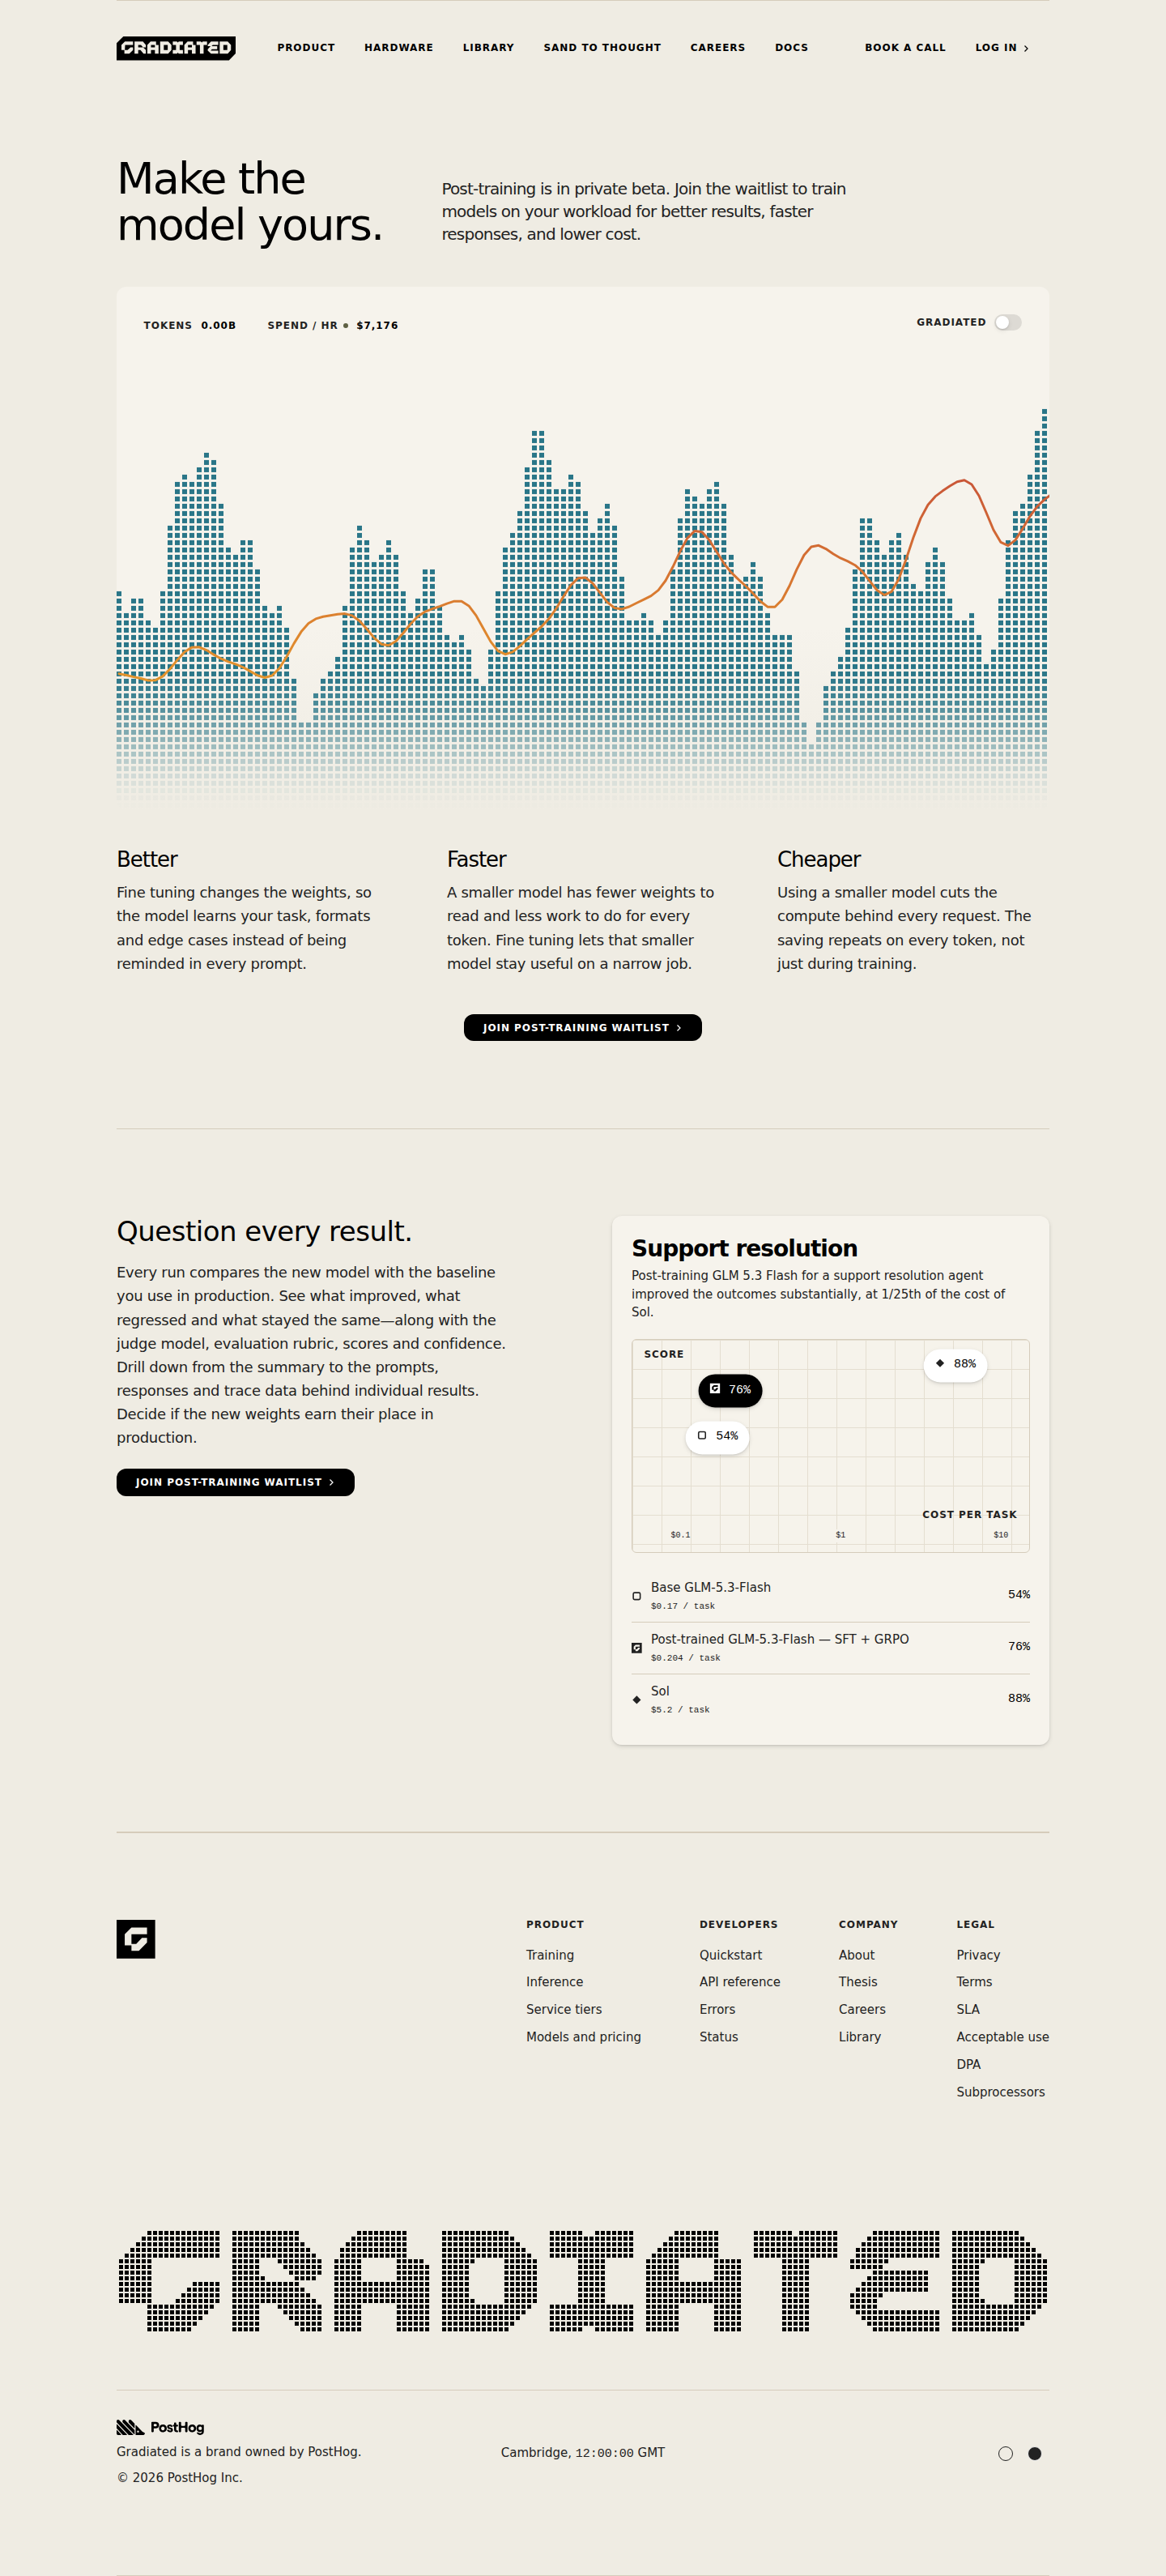 GRADIATED
PRODUCT HARDWARE LIBRARY SAND TO THOUGHT CAREERS DOCS BOOK A CALL LOG IN
Make the
model yours.
Post-training is in private beta. Join the waitlist to train
models on your workload for better results, faster
responses, and lower cost.
TOKENS 0.00B SPEND / HR $7,176 GRADIATED
Better
Fine tuning changes the weights, so
the model learns your task, formats
and edge cases instead of being
reminded in every prompt.
Faster
A smaller model has fewer weights to
read and less work to do for every
token. Fine tuning lets that smaller
model stay useful on a narrow job.
Cheaper
Using a smaller model cuts the
compute behind every request. The
saving repeats on every token, not
just during training.
JOIN POST-TRAINING WAITLIST
Question every result.
Every run compares the new model with the baseline
you use in production. See what improved, what
regressed and what stayed the same—along with the
judge model, evaluation rubric, scores and confidence.
Drill down from the summary to the prompts,
responses and trace data behind individual results.
Decide if the new weights earn their place in
production.
JOIN POST-TRAINING WAITLIST
Support resolution
Post-training GLM 5.3 Flash for a support resolution agent
improved the outcomes substantially, at 1/25th of the cost of
Sol.
SCORE
88%
76%
54%
COST PER TASK
$0.1 $1 $10
Base GLM-5.3-Flash 54%
$0.17 / task
Post-trained GLM-5.3-Flash — SFT + GRPO 76%
$0.204 / task
Sol 88%
$5.2 / task
PRODUCT
Training
Inference
Service tiers
Models and pricing
DEVELOPERS
Quickstart
API reference
Errors
Status
COMPANY
About
Thesis
Careers
Library
LEGAL
Privacy
Terms
SLA
Acceptable use
DPA
Subprocessors
GRADIATED
PostHog
Gradiated is a brand owned by PostHog.
© 2026 PostHog Inc.
Cambridge, 12:00:00 GMT